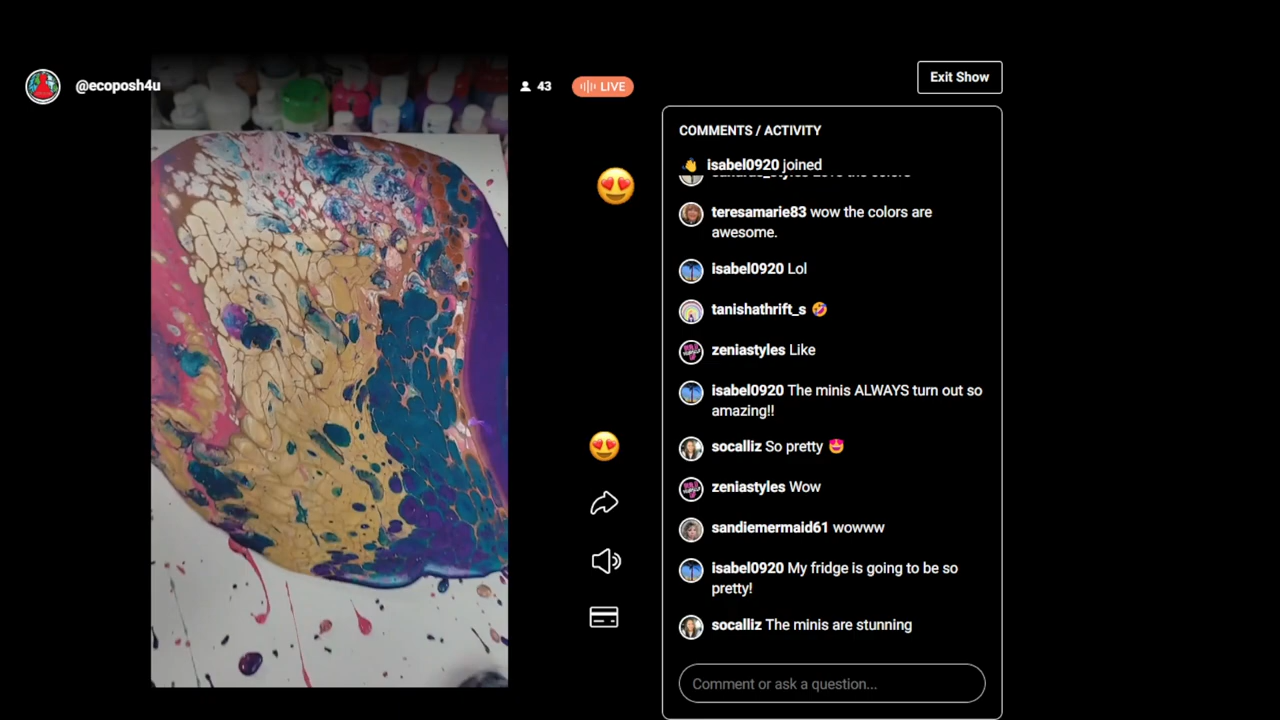 @ecoposh4u
43
LIVE
Exit Show
COMMENTS / ACTIVITY
isabel0920 joined
teresamarie83 wow the colors are
awesome.
isabel0920 Lol
tanishathrift_s 🤣
zeniastyles Like
isabel0920 The minis ALWAYS turn out so
amazing!!
socalliz So pretty 🤩
zeniastyles Wow
sandiemermaid61 wowww
isabel0920 My fridge is going to be so
pretty!
socalliz The minis are stunning
Comment or ask a question...